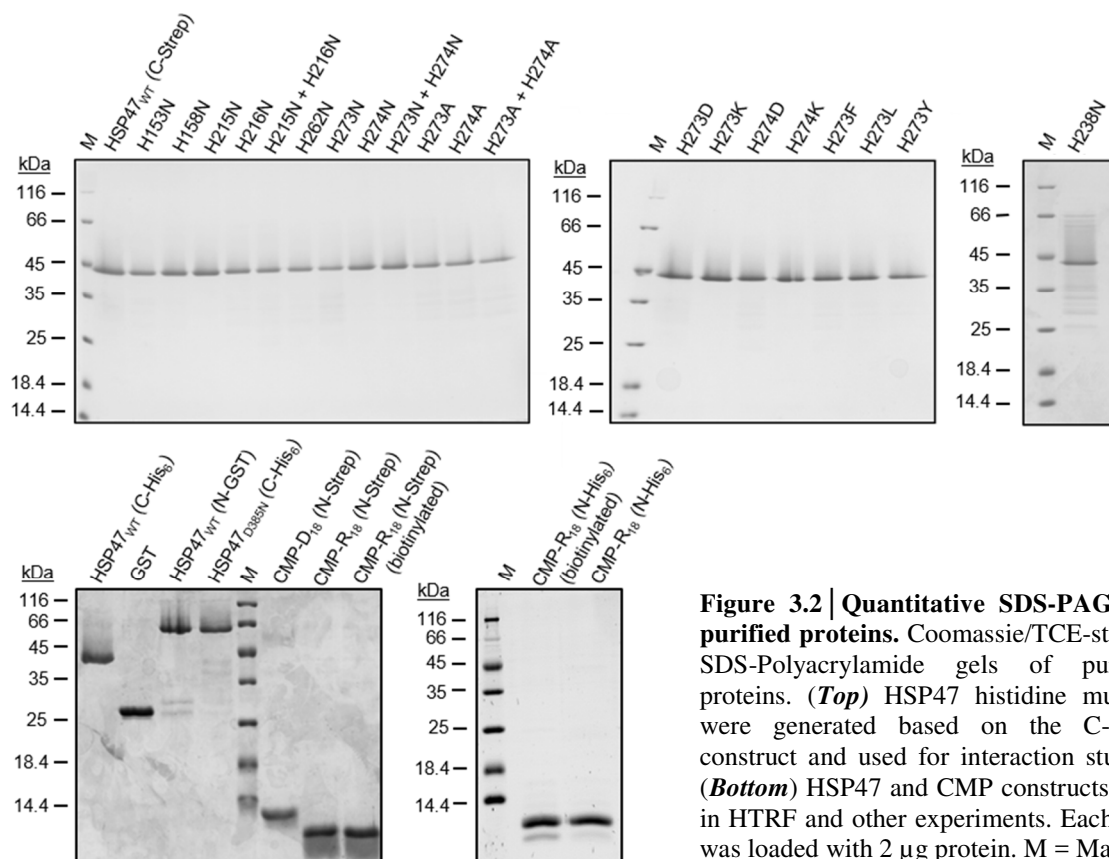 M HSP47WT (C-Strep) H153N H158N H215N H216N H215N + H216N H262N H273N H274N H273N + H274N H273A H274A H273A + H274A
kDa
116
66
45
35
25
18.4
14.4
M H273D H273K H274D H274K H273F H273L H273Y
kDa
116
66
45
35
25
18.4
14.4
M H238N
kDa
116
66
45
35
25
18.4
14.4
HSP47WT (C-His6) GST HSP47WT (N-GST) HSP47D385N (C-His6) M CMP-D18 (N-Strep) CMP-R18 (N-Strep) CMP-R18 (N-Strep)
(biotinylated)
kDa
116
66
45
35
25
18.4
14.4
M CMP-R18 (N-His6) CMP-R18 (N-His6)
(biotinylated)
kDa
116
66
45
35
25
18.4
14.4
Figure 3.2 | Quantitative SDS-PAG
purified proteins. Coomassie/TCE-st
SDS-Polyacrylamide gels of pu
proteins. (Top) HSP47 histidine mu
were generated based on the C-
construct and used for interaction stu
(Bottom) HSP47 and CMP constructs
in HTRF and other experiments. Each
was loaded with 2 µg protein. M = Ma